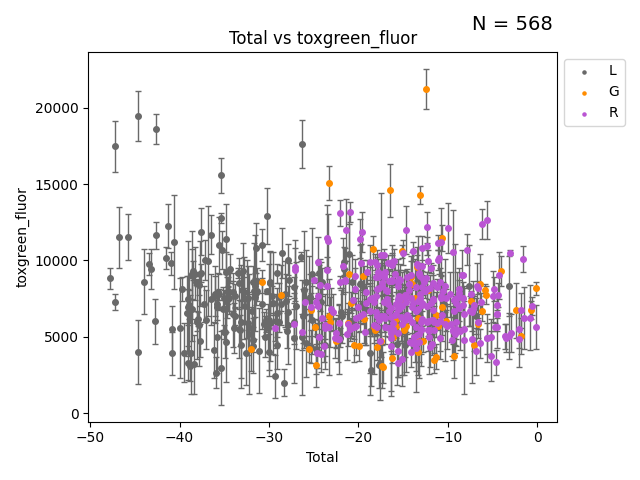 N = 568
Total vs toxgreen_fluor
L
G
R
20000
15000
10000
5000
0
toxgreen_fluor
−50 −40 −30 −20 −10 0
Total